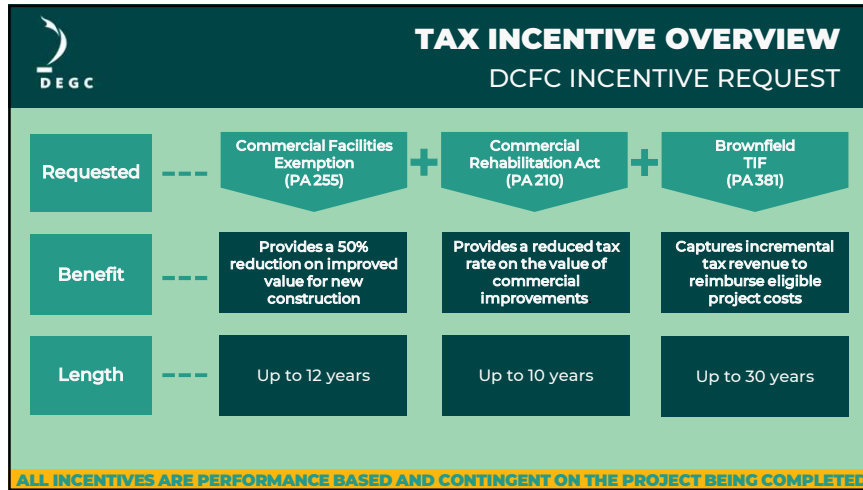 DEGC
TAX INCENTIVE OVERVIEW
DCFC INCENTIVE REQUEST
Requested
Commercial Facilities
Exemption
(PA 255)
+
Commercial
Rehabilitation Act
(PA 210)
+
Brownfield
TIF
(PA 381)
Benefit
Provides a 50%
reduction on improved
value for new
construction
Provides a reduced tax
rate on the value of
commercial
improvements.
Captures incremental
tax revenue to
reimburse eligible
project costs
Length
Up to 12 years
Up to 10 years
Up to 30 years
ALL INCENTIVES ARE PERFORMANCE BASED AND CONTINGENT ON THE PROJECT BEING COMPLETED